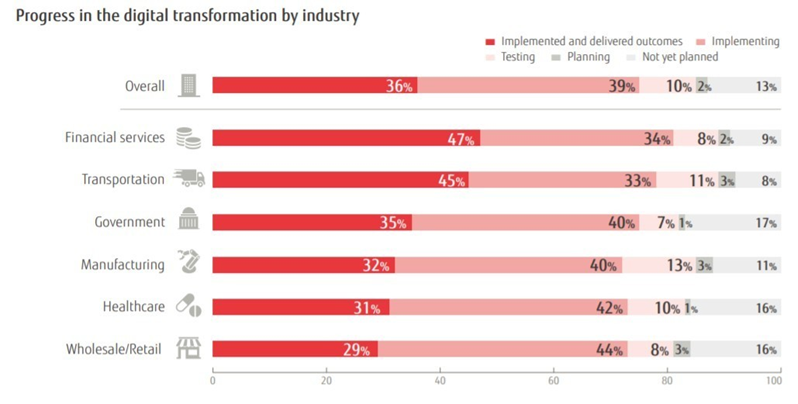 Progress in the digital transformation by industry
Implemented and delivered outcomes Implementing
Testing Planning Not yet planned
Overall 36% 39% 10% 2% 13%
Financial services 47% 34% 8% 2% 9%
Transportation 45% 33% 11% 3% 8%
Government 35% 40% 7% 1% 17%
Manufacturing 32% 40% 13% 3% 11%
Healthcare 31% 42% 10% 1% 16%
Wholesale/Retail 29% 44% 8% 3% 16%
0 20 40 60 80 100